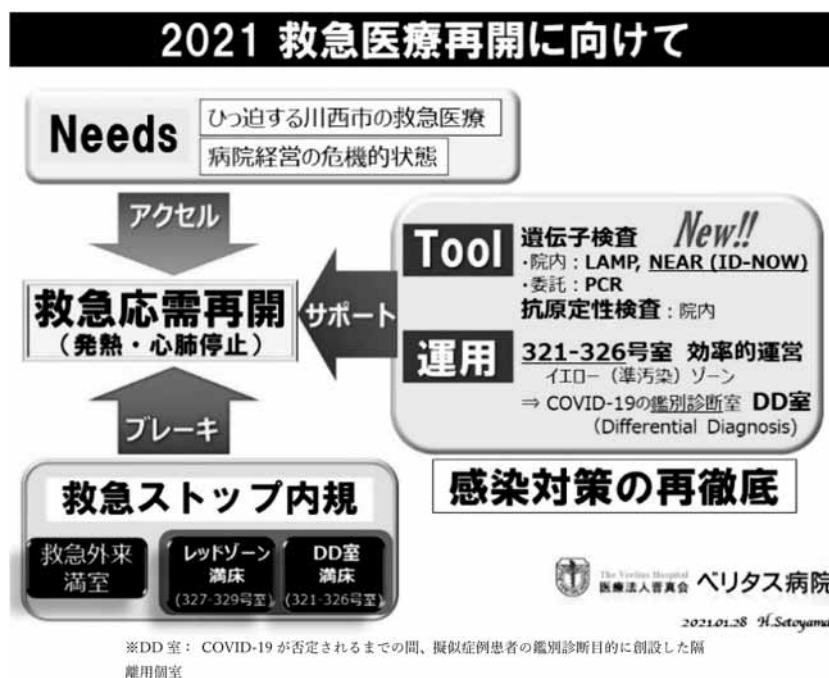 2021 救急医療再開に向けて
Needs
ひっ迫する川西市の救急医療
病院経営の危機的状態
アクセル
救急応需再開
(発熱・心肺停止)
サポート
Tool
遺伝子検査 New!!
・院内：LAMP, NEAR (ID-NOW)
・委託：PCR
抗原定性検査：院内
運用
321-326号室 効率的運営
イエロー（準汚染）ゾーン
⇒ COVID-19の鑑別診断室 DD室
(Differential Diagnosis)
ブレーキ
救急ストップ内規
救急外来
満室
レッドゾーン
満床
(327-329号室)
DD室
満床
(321-326号室)
感染対策の再徹底
The Veritas Hospital
医療法人晋真会 ベリタス病院
2021.01.28 H.Setoyama
※DD 室： COVID-19 が否定されるまでの間、擬似症例患者の鑑別診断目的に創設した隔
離用個室